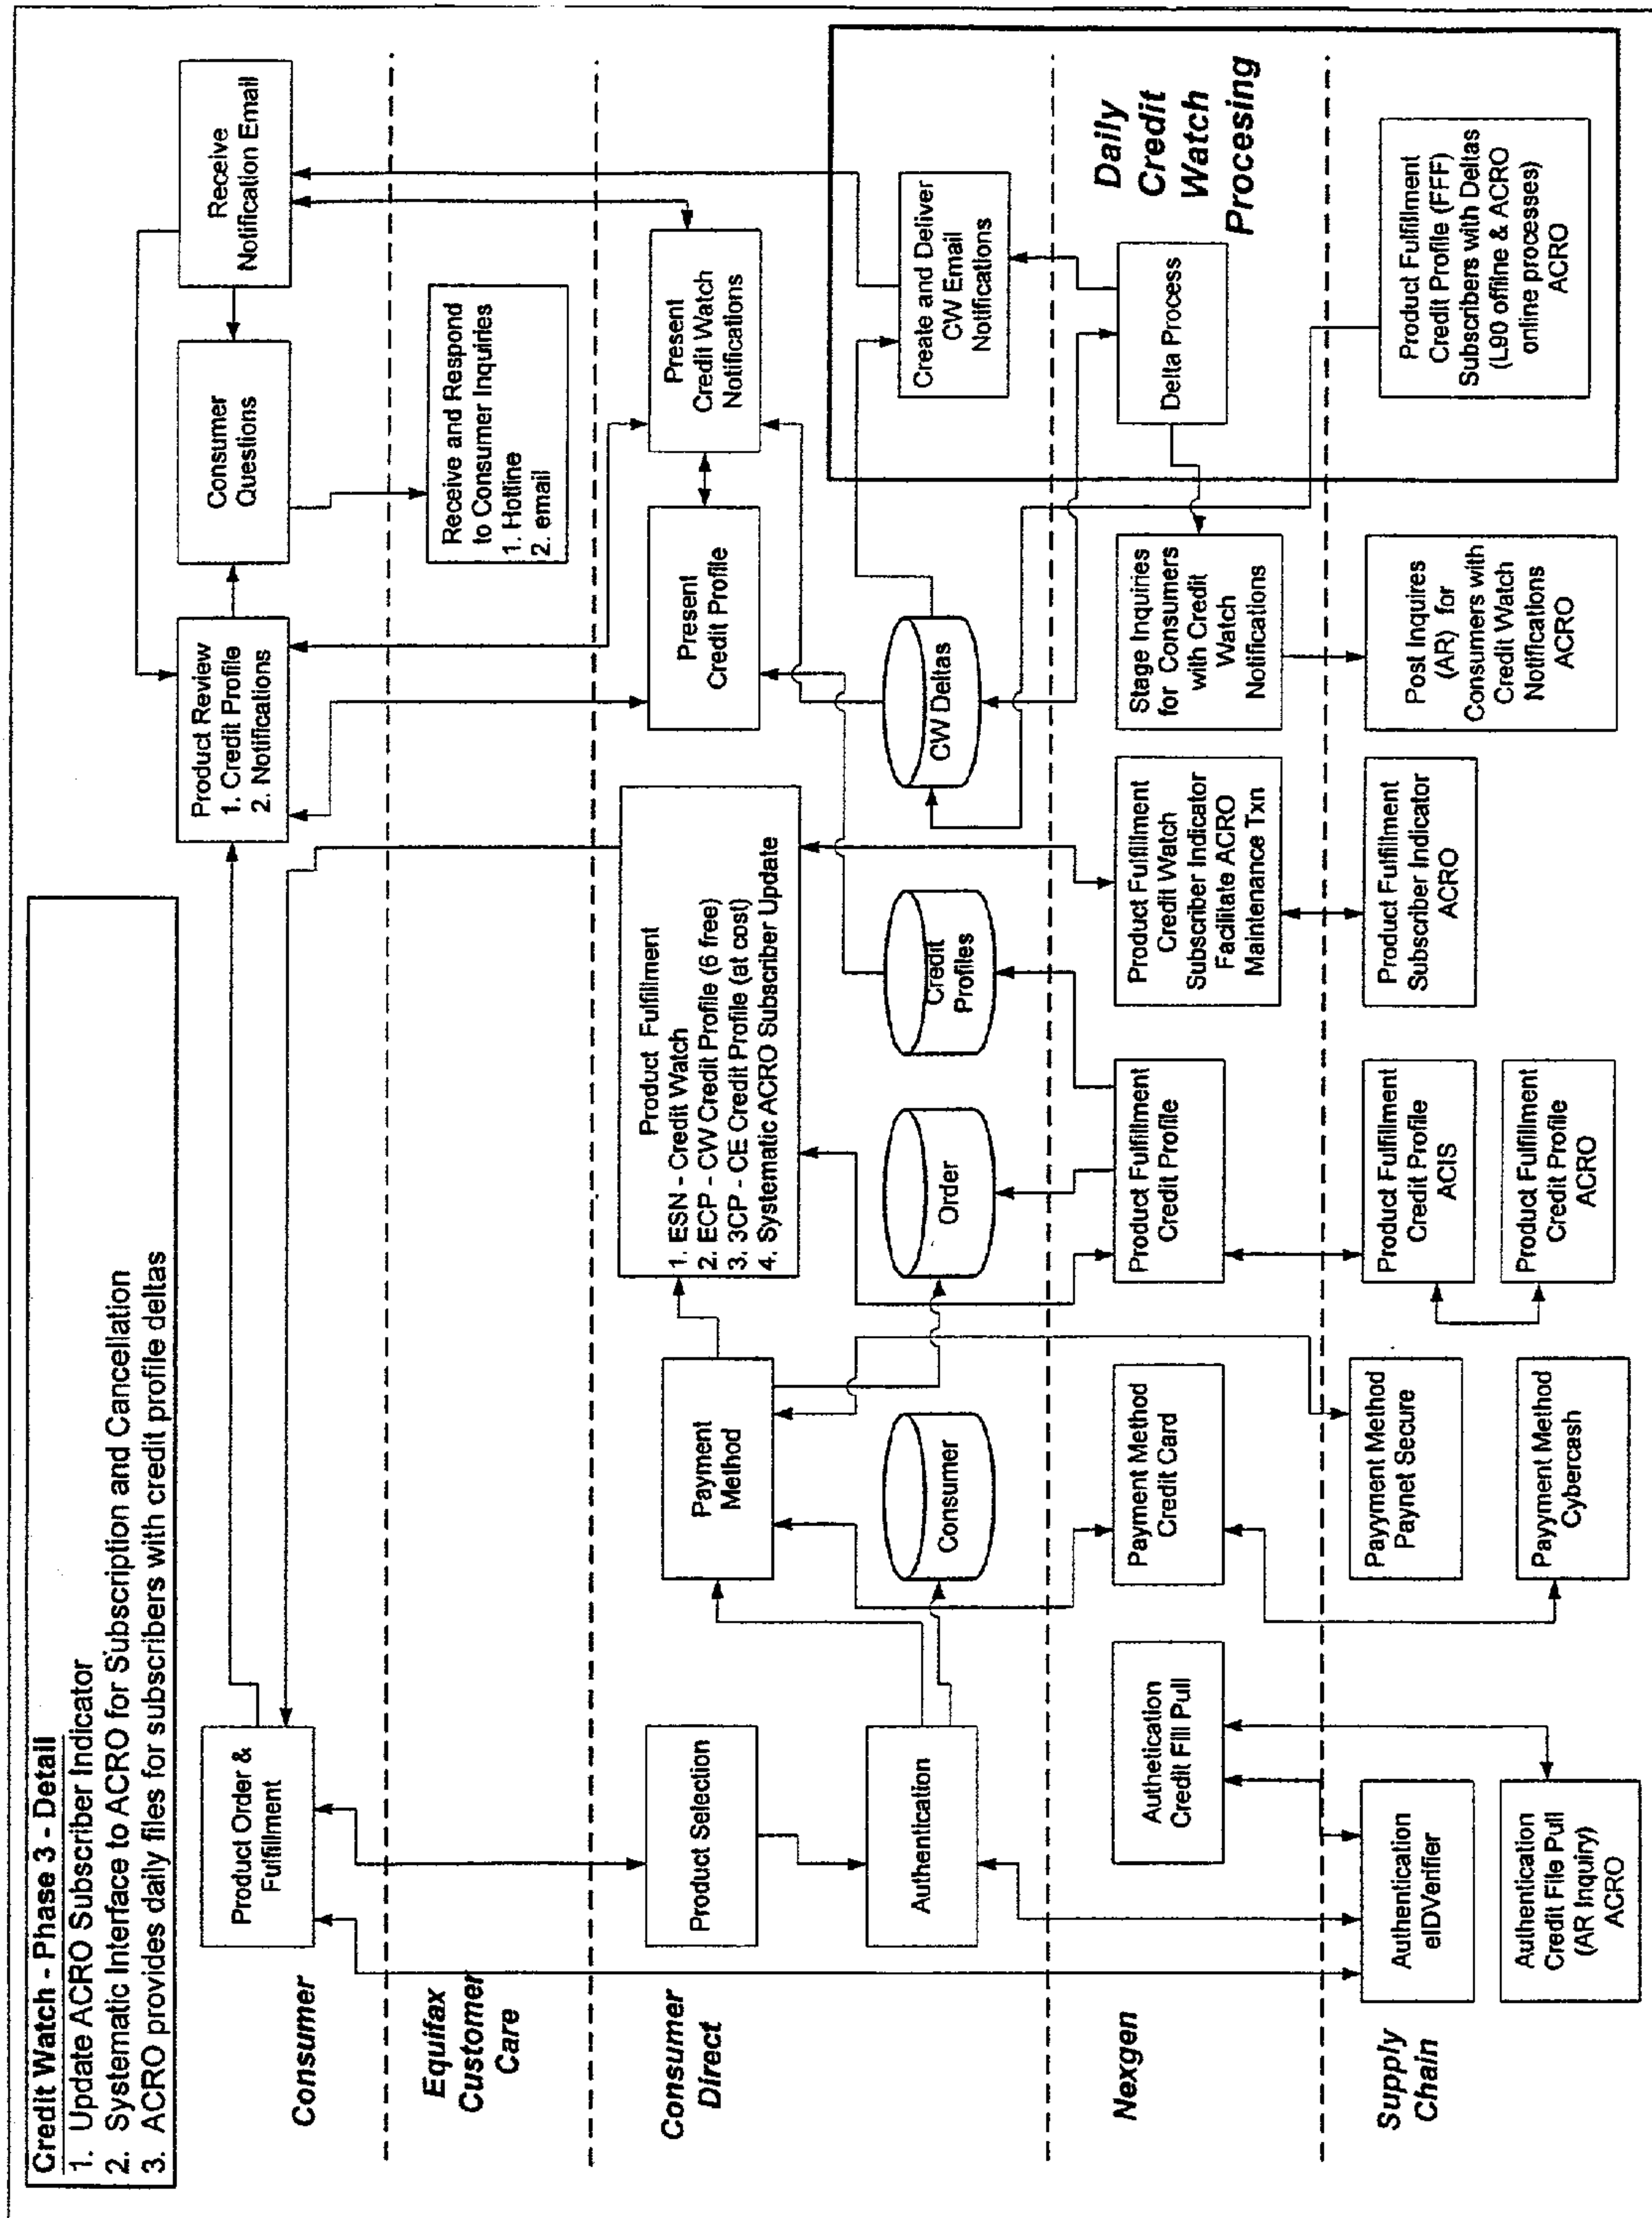 Credit Watch - Phase 3 - Detail
1. Update ACRO Subscriber Indicator
2. Systematic Interface to ACRO for Subscription and Cancellation
3. ACRO provides daily files for subscribers with credit profile deltas
Consumer
Product Order &
Fulfillment
Product Review
1. Credit Profile
2. Notifications
Consumer
Questions
Receive
Notification Email
Equifax
Customer
Care
Receive and Respond
to Consumer Inquiries
1. Hotline
2. email
Consumer
Direct
Product Selection
Authentication
Payment
Method
Consumer
Product Fulfillment
1. ESN - Credit Watch
2. ECP - CW Credit Profile (6 free)
3. 3CP - CE Credit Profile (at cost)
4. Systematic ACRO Subscriber Update
Order
Credit
Profiles
Present
Credit Profile
CW Deltas
Present
Credit Watch
Notifications
Create and Deliver
CW Email
Notifications
Nexgen
Authetication
Credit Fill Pull
Payment Method
Credit Card
Product Fulfillment
Credit Profile
Product Fulfillment
Credit Watch
Subscriber Indicator
Facilitate ACRO
Maintenance Txn
Stage Inquiries
for Consumers
with Credit
Watch
Notifications
Delta Process
Daily
Credit
Watch
Procesing
Supply
Chain
Authentication
eIDVerifier
Authentication
Credit File Pull
(AR Inquiry)
ACRO
Payyment Method
Paynet Secure
Payyment Method
Cybercash
Product Fulfillment
Credit Profile
ACIS
Product Fulfillment
Credit Profile
ACRO
Product Fulfillment
Subscriber Indicator
ACRO
Post Inquires
(AR) for
Consumers with
Credit Watch
Notifications
ACRO
Product Fulfillment
Credit Profile (FFF)
Subscribers with Deltas
(L90 offline & ACRO
online processes)
ACRO